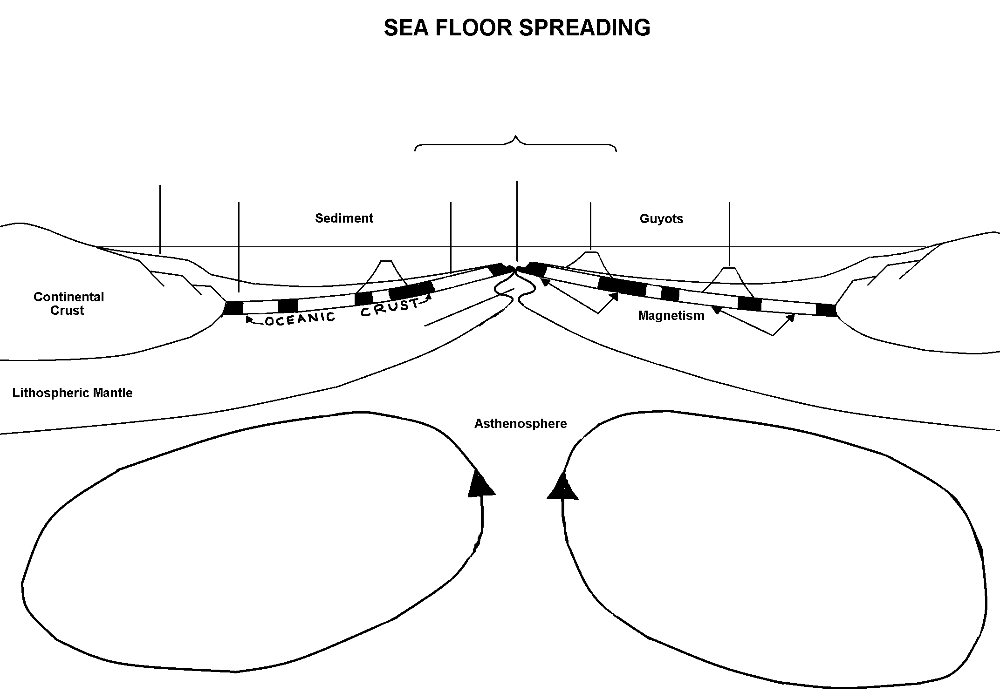 SEA FLOOR SPREADING
Sediment
Guyots
Continental
Crust
OCEANIC CRUST
Magnetism
Lithospheric Mantle
Asthenosphere